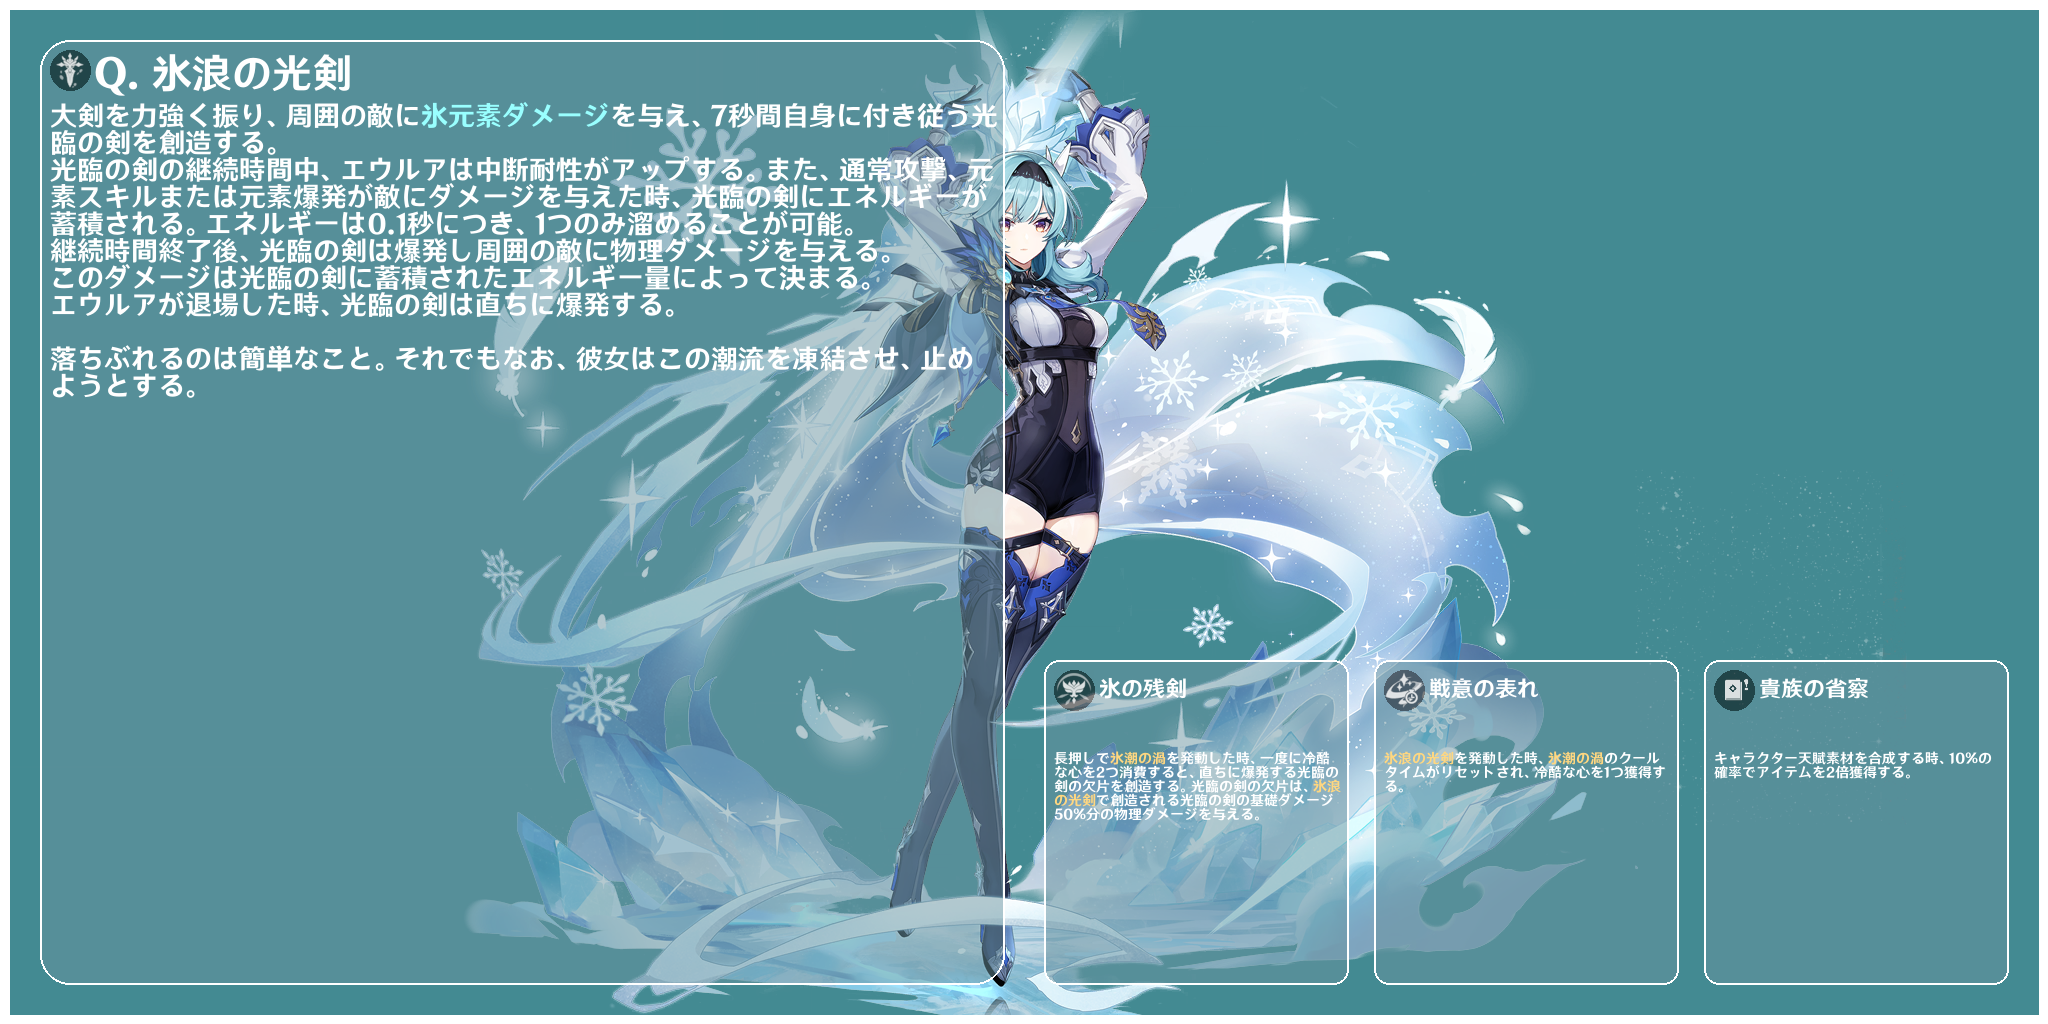 Q. 氷浪の光剣
大剣を力強く振り、周囲の敵に氷元素ダメージを与え、7秒間自身に付き従う光
臨の剣を創造する。
光臨の剣の継続時間中、エウルアは中断耐性がアップする。また、通常攻撃、元
素スキルまたは元素爆発が敵にダメージを与えた時、光臨の剣にエネルギーが
蓄積される。エネルギーは0.1秒につき、1つのみ溜めることが可能。
継続時間終了後、光臨の剣は爆発し周囲の敵に物理ダメージを与える。
このダメージは光臨の剣に蓄積されたエネルギー量によって決まる。
エウルアが退場した時、光臨の剣は直ちに爆発する。
落ちぶれるのは簡単なこと。それでもなお、彼女はこの潮流を凍結させ、止め
ようとする。
氷の残剣
長押しで氷潮の渦を発動した時、一度に冷酷
な心を2つ消費すると、直ちに爆発する光臨の
剣の欠片を創造する。光臨の剣の欠片は、氷浪
の光剣で創造される光臨の剣の基礎ダメージ
50%分の物理ダメージを与える。
戦意の表れ
氷浪の光剣を発動した時、氷潮の渦のクール
タイムがリセットされ、冷酷な心を1つ獲得す
る。
貴族の省察
キャラクター天賦素材を合成する時、10%の
確率でアイテムを2倍獲得する。